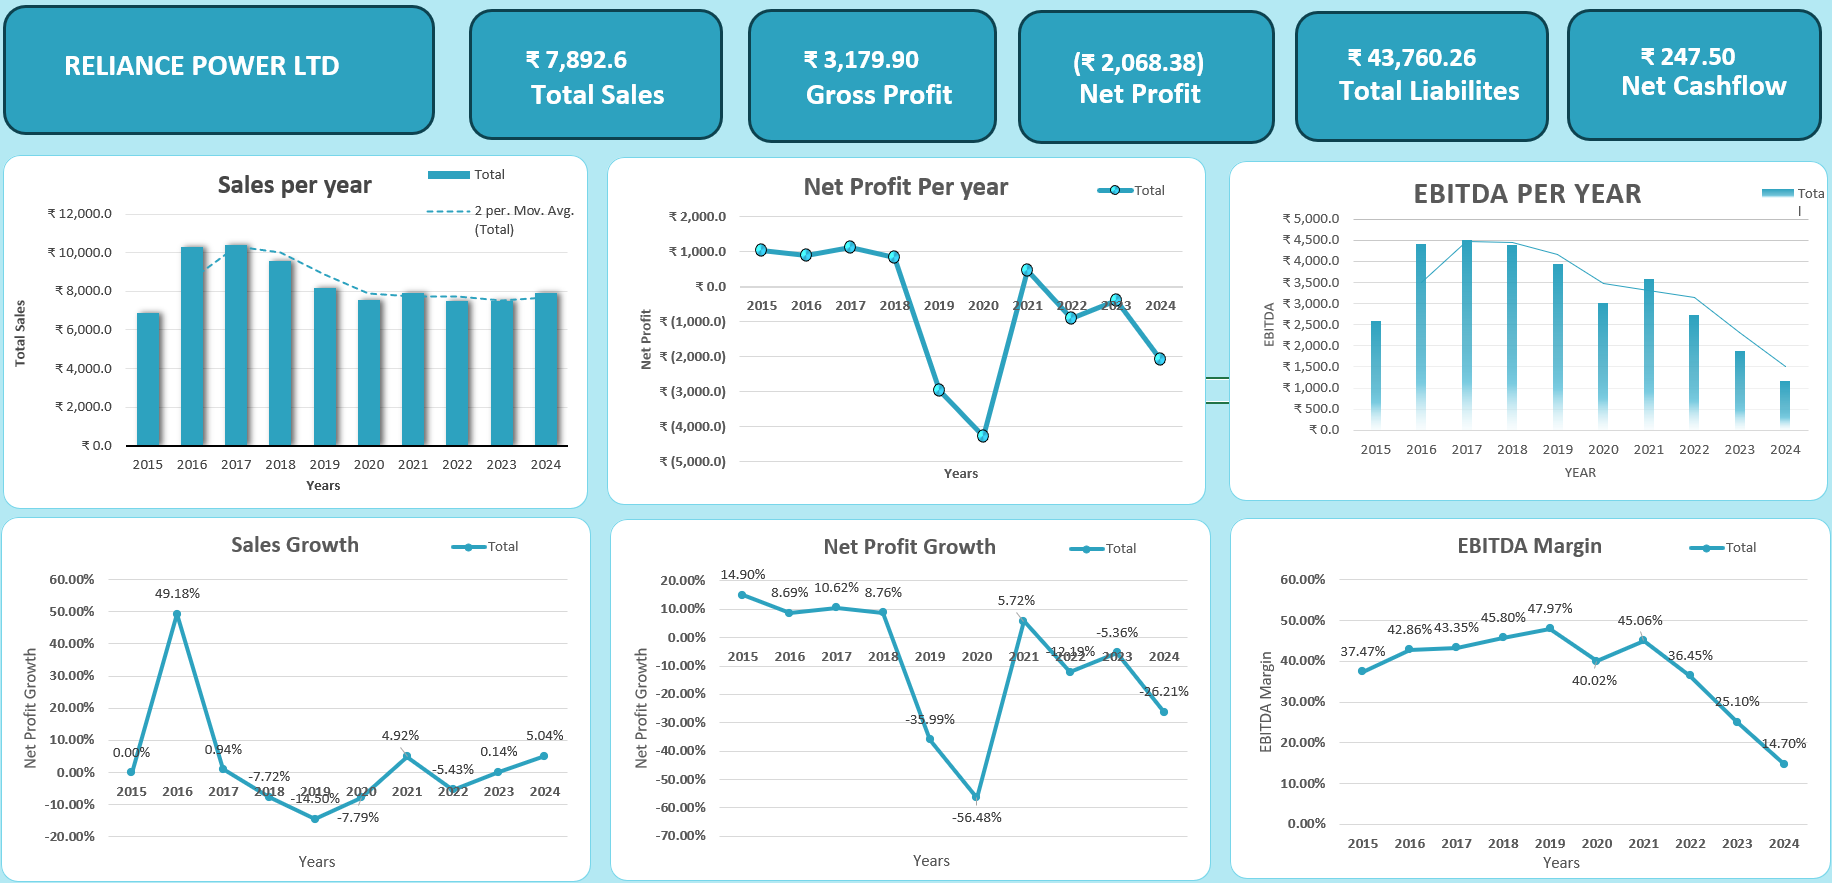 RELIANCE POWER LTD
₹ 7,892.6
Total Sales
₹ 3,179.90
Gross Profit
(₹ 2,068.38)
Net Profit
₹ 43,760.26
Total Liabilites
₹ 247.50
Net Cashflow
Sales per year
Total
2 per. Mov. Avg.
(Total)
₹ 12,000.0
₹ 10,000.0
₹ 8,000.0
₹ 6,000.0
₹ 4,000.0
₹ 2,000.0
₹ 0.0
Total Sales
2015 2016 2017 2018 2019 2020 2021 2022 2023 2024
Years
Net Profit Per year
Total
₹ 2,000.0
₹ 1,000.0
₹ 0.0
₹ (1,000.0)
₹ (2,000.0)
₹ (3,000.0)
₹ (4,000.0)
₹ (5,000.0)
Net Profit
2015 2016 2017 2018 2019 2020 2021 2022 2023 2024
Years
EBITDA PER YEAR
Tota
l
₹ 5,000.0
₹ 4,500.0
₹ 4,000.0
₹ 3,500.0
₹ 3,000.0
₹ 2,500.0
₹ 2,000.0
₹ 1,500.0
₹ 1,000.0
₹ 500.0
₹ 0.0
EBITDA
2015 2016 2017 2018 2019 2020 2021 2022 2023 2024
YEAR
Sales Growth
Total
60.00%
50.00%
40.00%
30.00%
20.00%
10.00%
0.00%
-10.00%
-20.00%
Net Profit Growth
0.00% 49.18% 0.94% -7.72% -14.50% -7.79% 4.92% -5.43% 0.14% 5.04%
2015 2016 2017 2018 2019 2020 2021 2022 2023 2024
Years
Net Profit Growth
Total
20.00%
10.00%
0.00%
-10.00%
-20.00%
-30.00%
-40.00%
-50.00%
-60.00%
-70.00%
Net Profit Growth
14.90% 8.69% 10.62% 8.76% -35.99% -56.48% 5.72% -12.19% -5.36% -26.21%
2015 2016 2017 2018 2019 2020 2021 2022 2023 2024
Years
EBITDA Margin
Total
60.00%
50.00%
40.00%
30.00%
20.00%
10.00%
0.00%
EBITDA Margin
37.47% 42.86% 43.35% 45.80% 47.97% 40.02% 45.06% 36.45% 25.10% 14.70%
2015 2016 2017 2018 2019 2020 2021 2022 2023 2024
Years